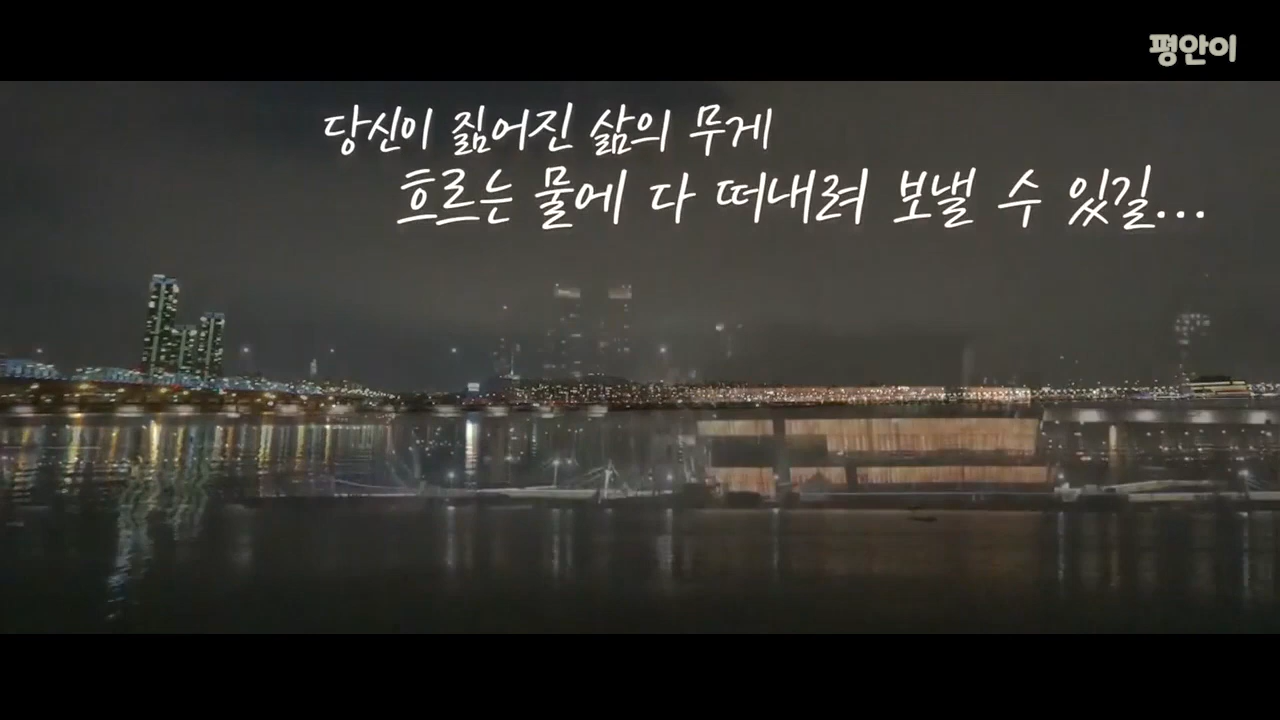 평안이
당신이 짊어진 삶의 무게
흐르는 물에 다 떠내려 보낼 수 있길...